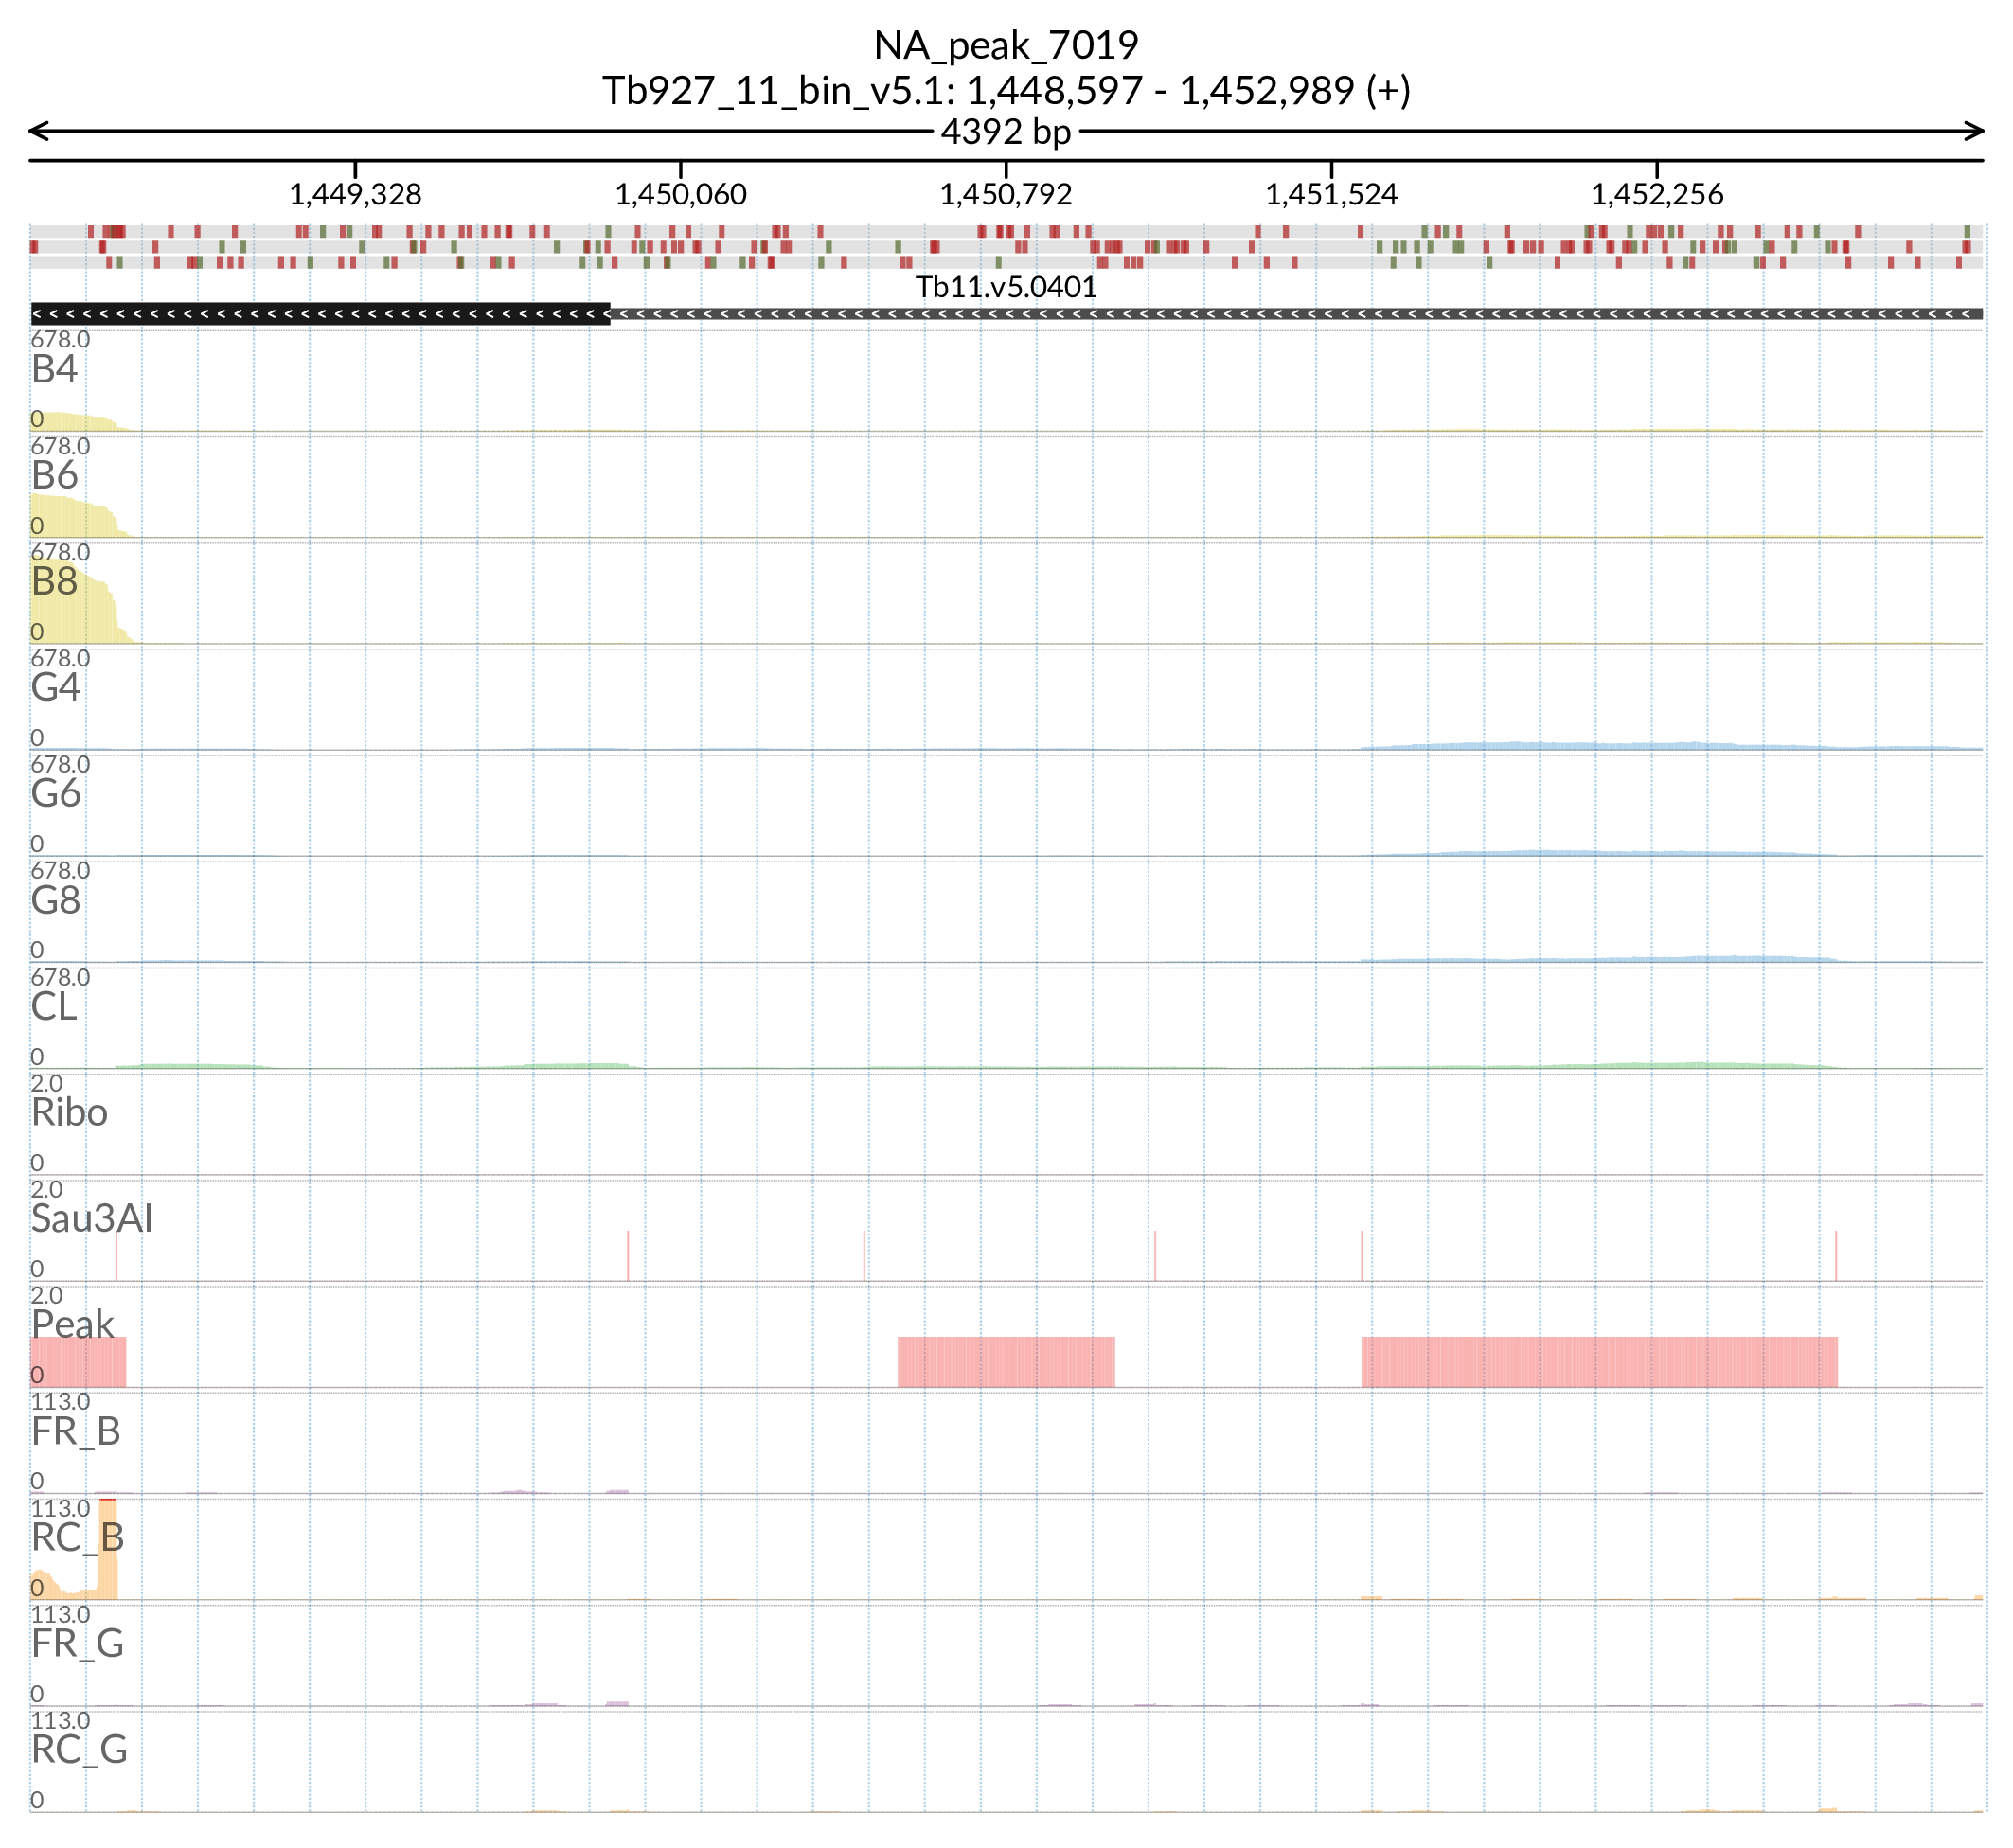 NA_peak_7019
Tb927_11_bin_v5.1: 1,448,597 - 1,452,989 (+)
4392 bp
1,449,328 1,450,060 1,450,792 1,451,524 1,452,256
Tb11.v5.0401
678.0
B4
0
678.0
B6
0
678.0
B8
0
678.0
G4
0
678.0
G6
0
678.0
G8
0
678.0
CL
0
2.0
Ribo
0
2.0
Sau3AI
0
2.0
Peak
0
113.0
FR_B
0
113.0
RC_B
0
113.0
FR_G
0
113.0
RC_G
0